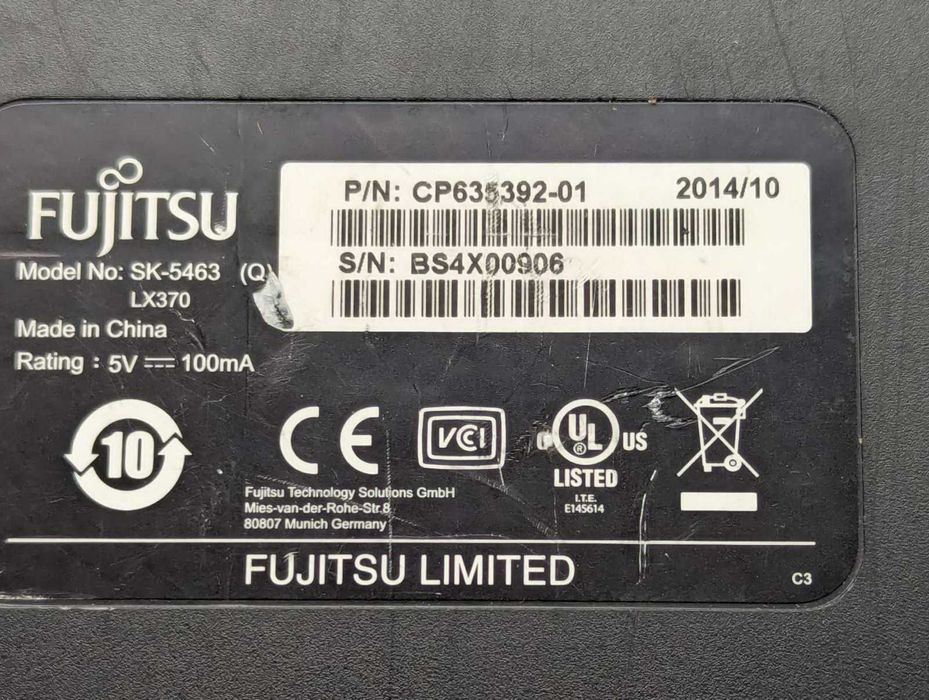 FUJITSU
P/N: CP635392-01 2014/10
S/N: BS4X00906
Model No: SK-5463 (Q)
LX370
Made in China
Rating : 5V ⎓ 100mA
10
CE
VCI
c UL US
®
LISTED
I.T.E.
E145614
Fujitsu Technology Solutions GmbH
Mies-van-der-Rohe-Str.8
80807 Munich Germany
FUJITSU LIMITED
C3